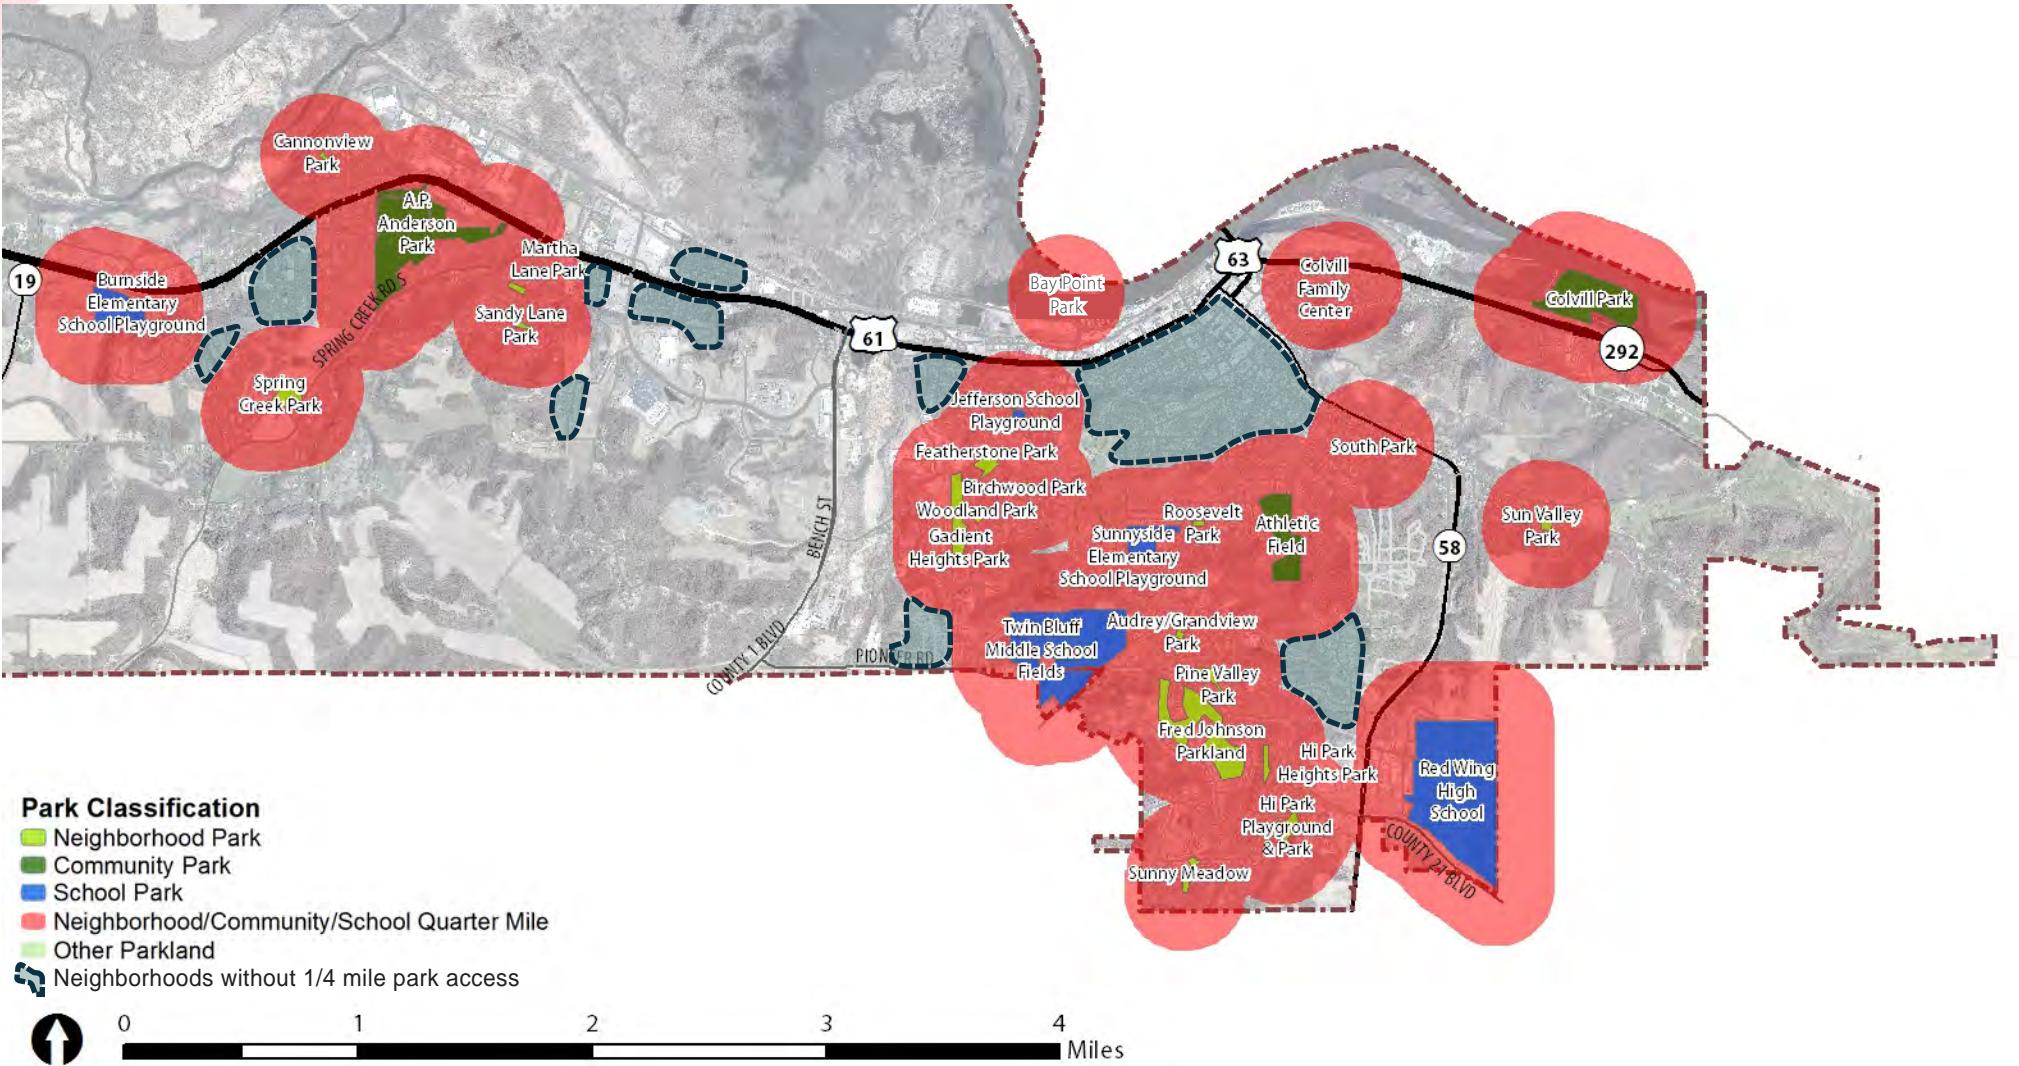 Cannonview
Park
A.P.
Anderson
Park
Martha
Lane Park
Sandy Lane
Park
19
Burnside
Elementary
School Playground
SPRING CREEK RD S
Spring
Creek Park
61
63
Bay Point
Park
Colvill
Family
Center
Colvill Park
292
Jefferson School
Playground
Featherstone Park
Birchwood Park
Woodland Park
Gadient
Heights Park
South Park
Roosevelt
Park
Sunnyside
Elementary
School Playground
Athletic
Field
58
Sun Valley
Park
BENCH ST
COUNTY 1 BLVD
PIONEER RD
Twin Bluff
Middle School
Fields
Audrey/Grandview
Park
Pine Valley
Park
Fred Johnson
Parkland
Hi Park
Heights Park
Hi Park
Playground
& Park
Sunny Meadow
Red Wing
High
School
COUNTY 21 BLVD
Park Classification
Neighborhood Park
Community Park
School Park
Neighborhood/Community/School Quarter Mile
Other Parkland
Neighborhoods without 1/4 mile park access
0 1 2 3 4
Miles